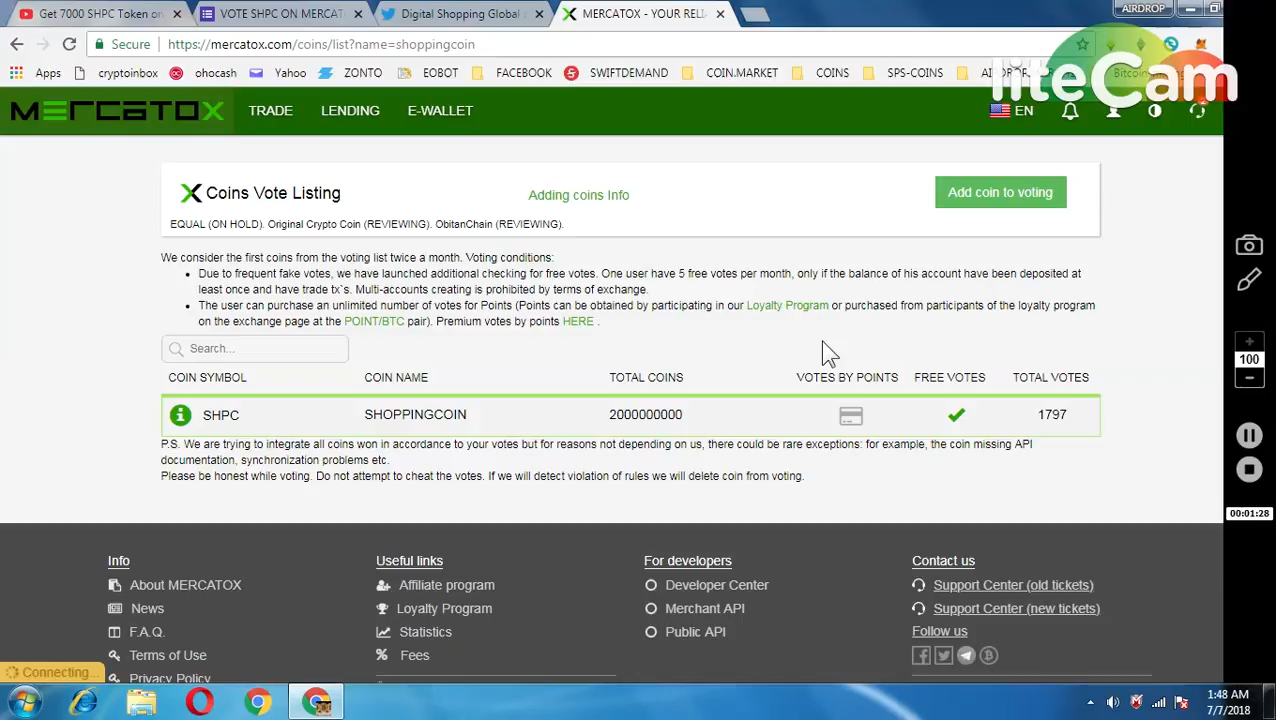 Get 7000 SHPC Token on
VOTE SHPC ON MERCAT
Digital Shopping Global
MERCATOX - YOUR RELI
AIRDROP
Secure
https://mercatox.com/coins/list?name=shoppingcoin
Apps
cryptoinbox
ohocash
Yahoo
ZONTO
EOBOT
FACEBOOK
SWIFTDEMAND
COIN.MARKET
COINS
SPS-COINS
liteCam
MERCATOX
TRADE
LENDING
E-WALLET
EN
Coins Vote Listing
Adding coins Info
Add coin to voting
EQUAL (ON HOLD). Original Crypto Coin (REVIEWING). ObitanChain (REVIEWING).
We consider the first coins from the voting list twice a month. Voting conditions:
Due to frequent fake votes, we have launched additional checking for free votes. One user have 5 free votes per month, only if the balance of his account have been deposited at
least once and have trade tx`s. Multi-accounts creating is prohibited by terms of exchange.
The user can purchase an unlimited number of votes for Points (Points can be obtained by participating in our Loyalty Program or purchased from participants of the loyalty program
on the exchange page at the POINT/BTC pair). Premium votes by points HERE .
Search...
COIN SYMBOL
COIN NAME
TOTAL COINS
VOTES BY POINTS
FREE VOTES
TOTAL VOTES
SHPC
SHOPPINGCOIN
2000000000
1797
P.S. We are trying to integrate all coins won in accordance to your votes but for reasons not depending on us, there could be rare exceptions: for example, the coin missing API
documentation, synchronization problems etc.
Please be honest while voting. Do not attempt to cheat the votes. If we will detect violation of rules we will delete coin from voting.
Info
About MERCATOX
News
F.A.Q.
Terms of Use
Privacy Policy
Useful links
Affiliate program
Loyalty Program
Statistics
Fees
For developers
Developer Center
Merchant API
Public API
Contact us
Support Center (old tickets)
Support Center (new tickets)
Follow us
Connecting...
100
00:01:28
1:48 AM
7/7/2018